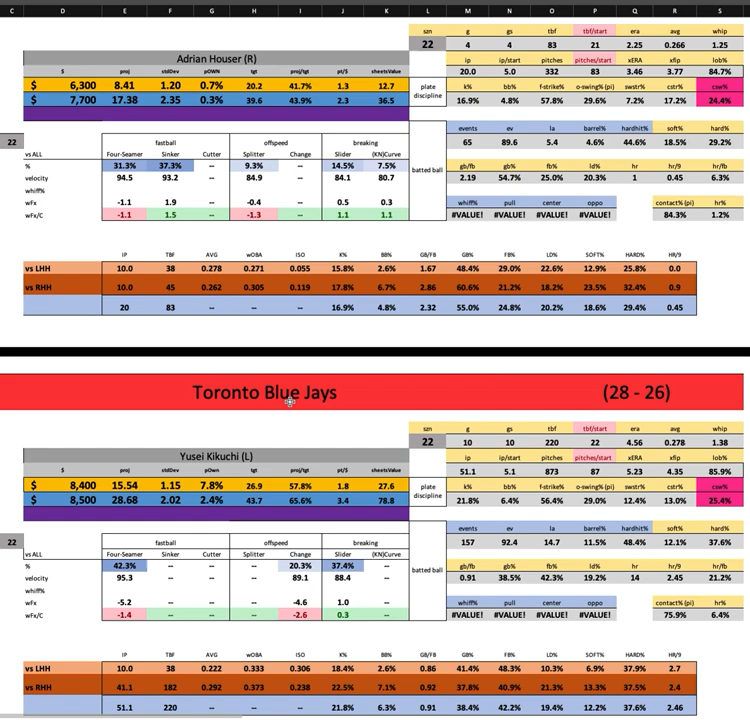 C D E F G H I J K L M N O P Q R S
szn g gs tbf tbf/start era avg whip
22 4 4 83 21 2.25 0.266 1.25
Adrian Houser (R)
ip ip/start pitches pitches/start xERA xfip lob%
20.0 5.0 332 83 3.46 3.77 84.7%
$ proj stdDev pOWN tgt proj/tgt pt/$ sheetsValue
$ 6,300 8.41 1.20 0.7% 20.2 41.7% 1.3 12.7
$ 7,700 17.38 2.35 0.3% 39.6 43.9% 2.3 36.5
plate discipline
k% bb% f-strike% o-swing% (pi) swstr% cstr% csw%
16.9% 4.8% 57.8% 29.6% 7.2% 17.2% 24.4%
events ev la barrel% hardhit% soft% hard%
65 89.6 5.4 4.6% 44.6% 18.5% 29.2%
22 fastball offspeed breaking
vs ALL Four-Seamer Sinker Cutter Splitter Change Slider (KN)Curve
% 31.3% 37.3% -- 9.3% -- 14.5% 7.5%
velocity 94.5 93.2 -- 84.9 -- 84.1 80.7
whiff%
wFx -1.1 1.9 -- -0.4 -- 0.5 0.3
wFx/C -1.1 1.5 -- -1.3 -- 1.1 1.1
batted ball
gb/fb gb% fb% ld% hr hr/9 hr/fb
2.19 54.7% 25.0% 20.3% 1 0.45 6.3%
whiff% pull center oppo contact% (pi) hr%
#VALUE! #VALUE! #VALUE! #VALUE! 84.3% 1.2%
IP TBF AVG wOBA ISO K% BB% GB/FB GB% FB% LD% SOFT% HARD% HR/9
vs LHH 10.0 38 0.278 0.271 0.055 15.8% 2.6% 1.67 48.4% 29.0% 22.6% 12.9% 25.8% 0.0
vs RHH 10.0 45 0.262 0.305 0.119 17.8% 6.7% 2.86 60.6% 21.2% 18.2% 23.5% 32.4% 0.9
20 83 -- -- -- 16.9% 4.8% 2.32 55.0% 24.8% 20.2% 18.6% 29.4% 0.45
Toronto Blue Jays (28 - 26)
szn g gs tbf tbf/start era avg whip
22 10 10 220 22 4.56 0.278 1.38
Yusei Kikuchi (L)
ip ip/start pitches pitches/start xERA xfip lob%
51.1 5.1 873 87 5.23 4.35 85.9%
$ proj stdDev pOwn tgt proj/tgt pt/$ sheetsValue
$ 8,400 15.54 1.15 7.8% 26.9 57.8% 1.8 27.6
$ 8,500 28.68 2.02 2.4% 43.7 65.6% 3.4 78.8
plate discipline
k% bb% f-strike% o-swing% (pi) swstr% cstr% csw%
21.8% 6.4% 56.4% 29.0% 12.4% 13.0% 25.4%
events ev la barrel% hardhit% soft% hard%
157 92.4 14.7 11.5% 48.4% 12.1% 37.6%
22 fastball offspeed breaking
vs ALL Four-Seamer Sinker Cutter Splitter Change Slider (KN)Curve
% 42.3% -- -- -- 20.3% 37.4% --
velocity 95.3 -- -- -- 89.1 88.4 --
whiff%
wFx -5.2 -- -- -- -4.6 1.0 --
wFx/C -1.4 -- -- -- -2.6 0.3 --
batted ball
gb/fb gb% fb% ld% hr hr/9 hr/fb
0.91 38.5% 42.3% 19.2% 14 2.45 21.2%
whiff% pull center oppo contact% (pi) hr%
#VALUE! #VALUE! #VALUE! #VALUE! 75.9% 6.4%
IP TBF AVG wOBA ISO K% BB% GB/FB GB% FB% LD% SOFT% HARD% HR/9
vs LHH 10.0 38 0.222 0.333 0.306 18.4% 2.6% 0.86 41.4% 48.3% 10.3% 6.9% 37.9% 2.7
vs RHH 41.1 182 0.292 0.373 0.238 22.5% 7.1% 0.92 37.8% 40.9% 21.3% 13.3% 37.5% 2.4
51.1 220 -- -- -- 21.8% 6.3% 0.91 38.4% 42.2% 19.4% 12.2% 37.6% 2.46